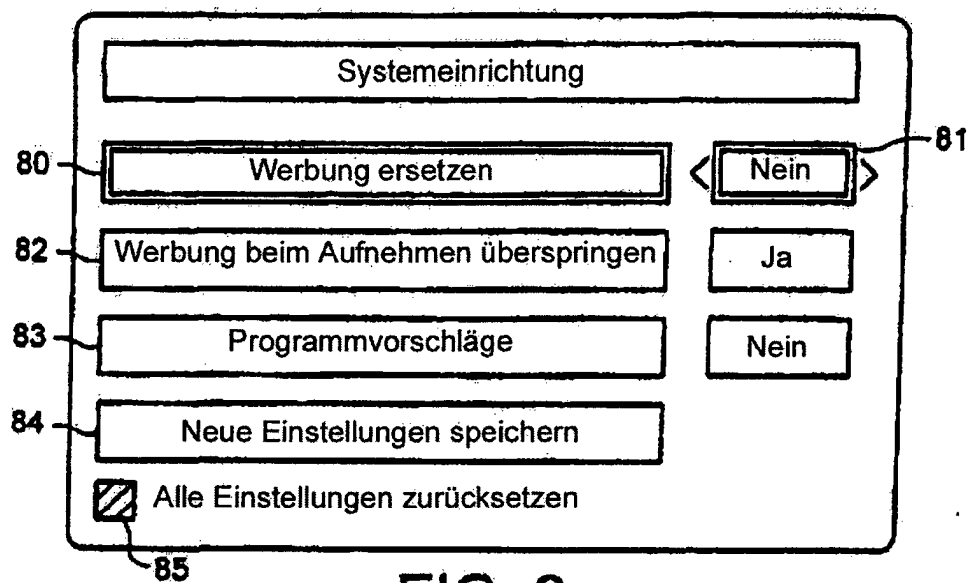 Systemeinrichtung
80 Werbung ersetzen < Nein > 81
82 Werbung beim Aufnehmen überspringen Ja
83 Programmvorschläge Nein
84 Neue Einstellungen speichern
Alle Einstellungen zurücksetzen
85